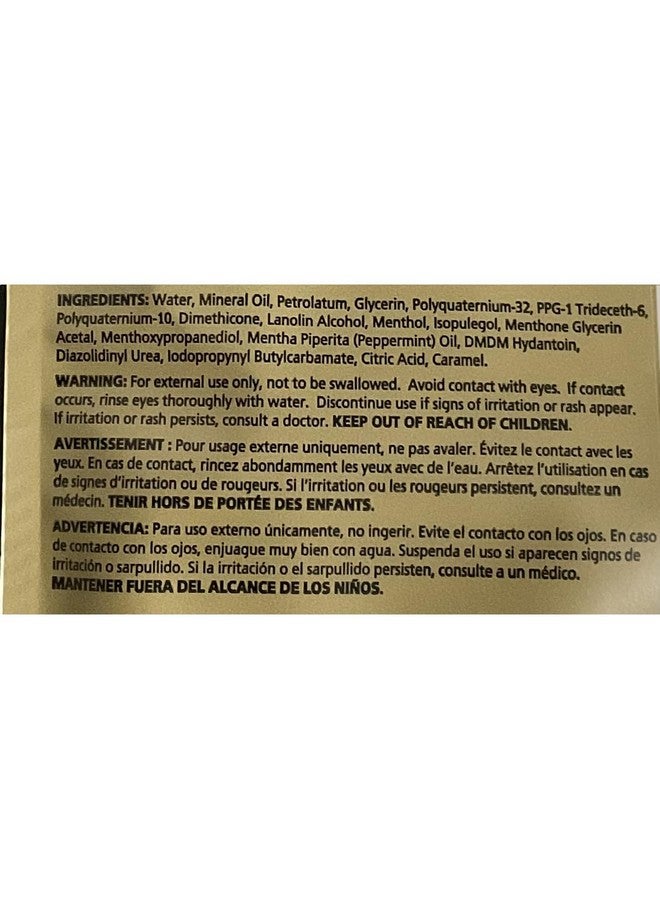 INGREDIENTS: Water, Mineral Oil, Petrolatum, Glycerin, Polyquaternium-32, PPG-1 Trideceth-6,
Polyquaternium-10, Dimethicone, Lanolin Alcohol, Menthol, Isopulegol, Menthone Glycerin
Acetal, Menthoxypropanediol, Mentha Piperita (Peppermint) Oil, DMDM Hydantoin,
Diazolidinyl Urea, Iodopropynyl Butylcarbamate, Citric Acid, Caramel.
WARNING: For external use only, not to be swallowed. Avoid contact with eyes. If contact
occurs, rinse eyes thoroughly with water. Discontinue use if signs of irritation or rash appear.
If irritation or rash persists, consult a doctor. KEEP OUT OF REACH OF CHILDREN.
AVERTISSEMENT : Pour usage externe uniquement, ne pas avaler. Évitez le contact avec les
yeux. En cas de contact, rincez abondamment les yeux avec de l'eau. Arrêtez l'utilisation en cas
de signes d'irritation ou de rougeurs. Si l'irritation ou les rougeurs persistent, consultez un
médecin. TENIR HORS DE PORTÉE DES ENFANTS.
ADVERTENCIA: Para uso externo únicamente, no ingerir. Evite el contacto con los ojos. En caso
de contacto con los ojos, enjuague muy bien con agua. Suspenda el uso si aparecen signos de
irritación o sarpullido. Si la irritación o el sarpullido persisten, consulte a un médico.
MANTENER FUERA DEL ALCANCE DE LOS NIÑOS.